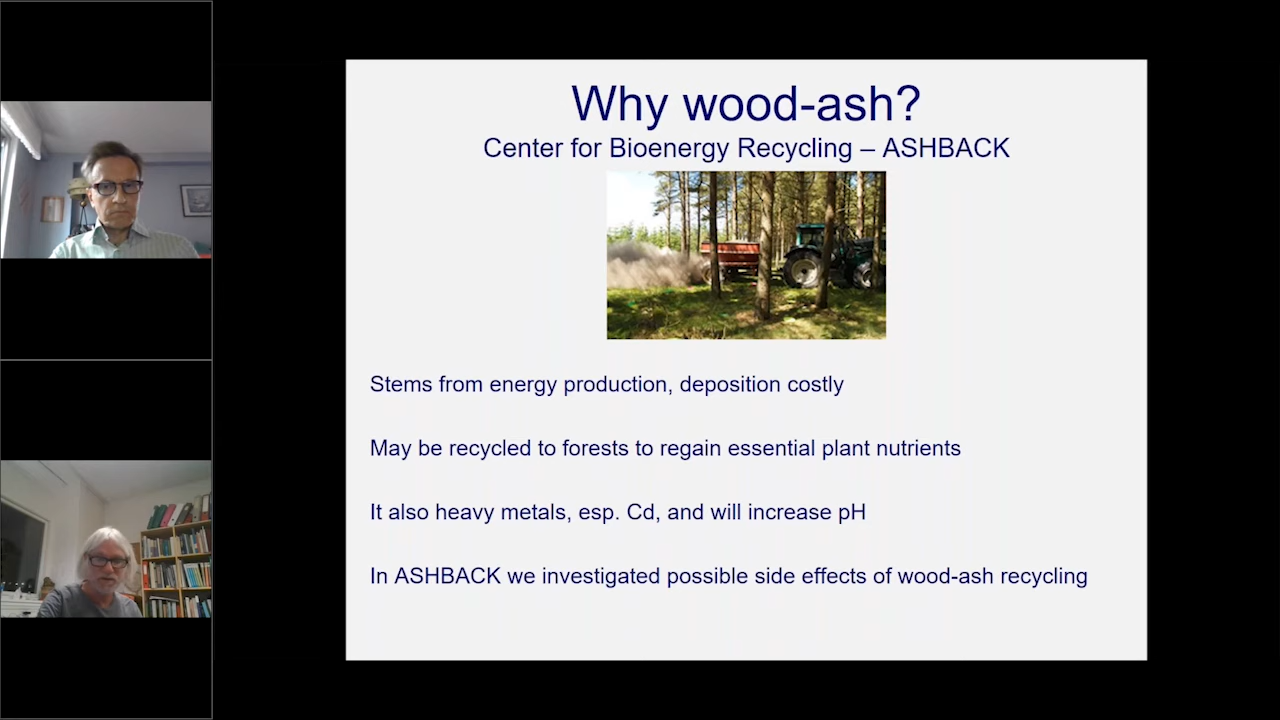 Why wood-ash?
Center for Bioenergy Recycling – ASHBACK
Stems from energy production, deposition costly
May be recycled to forests to regain essential plant nutrients
It also heavy metals, esp. Cd, and will increase pH
In ASHBACK we investigated possible side effects of wood-ash recycling